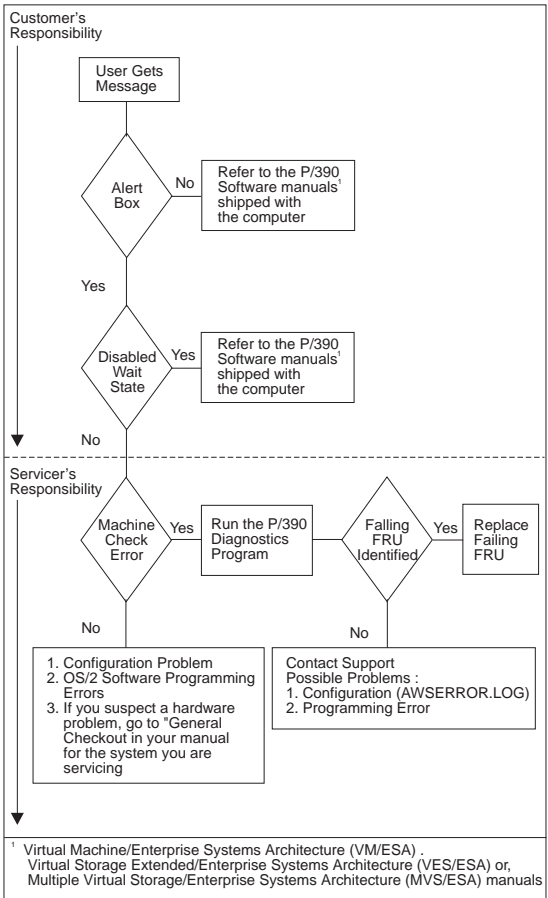 Customer's
Responsibility
User Gets
Message
Alert
Box
No
Refer to the P/390
Software manuals¹
shipped with
the computer
Yes
Disabled
Wait
State
Yes
Refer to the P/390
Software manuals¹
shipped with
the computer
No
Servicer's
Responsibility
Machine
Check
Error
Yes
Run the P/390
Diagnostics
Program
Falling
FRU
Identified
Yes
Replace
Failing
FRU
No
No
1. Configuration Problem
2. OS/2 Software Programming
Errors
3. If you suspect a hardware
problem, go to "General
Checkout in your manual
for the system you are
servicing
Contact Support
Possible Problems :
1. Configuration (AWSERROR.LOG)
2. Programming Error
¹ Virtual Machine/Enterprise Systems Architecture (VM/ESA) .
Virtual Storage Extended/Enterprise Systems Architecture (VES/ESA) or,
Multiple Virtual Storage/Enterprise Systems Architecture (MVS/ESA) manuals